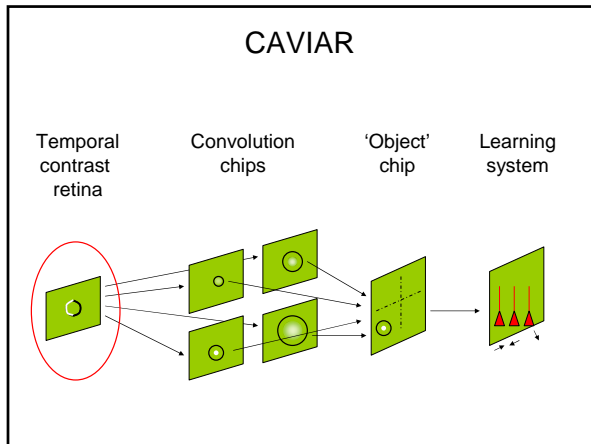 CAVIAR
Temporal
contrast
retina
Convolution
chips
‘Object’
chip
Learning
system